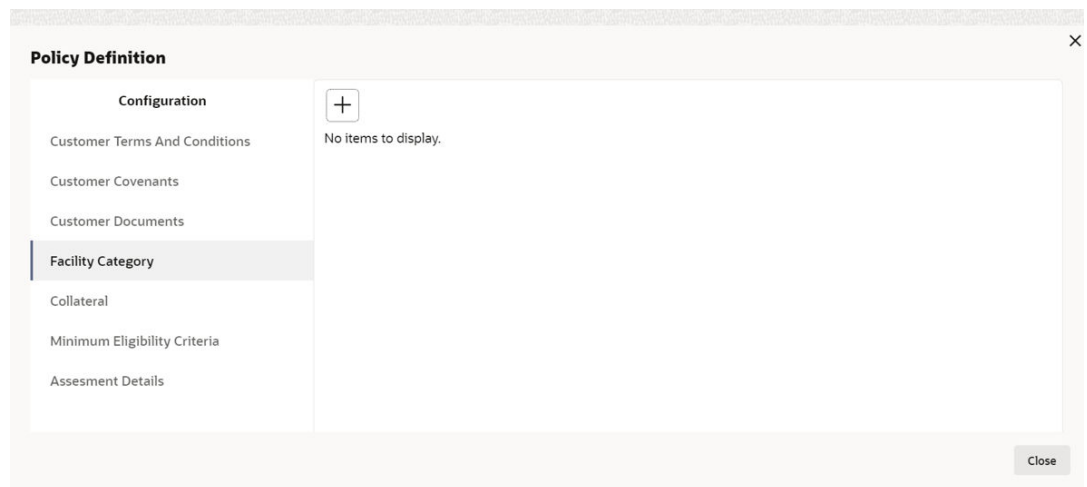 Policy Definition
Configuration
Customer Terms And Conditions
Customer Covenants
Customer Documents
Facility Category
Collateral
Minimum Eligibility Criteria
Assesment Details
No items to display.
Close